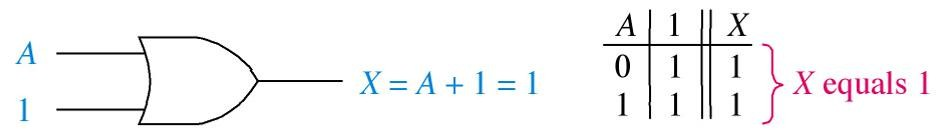 A
1
X = A + 1 = 1
A 1 X
0 1 1
1 1 1
X equals 1